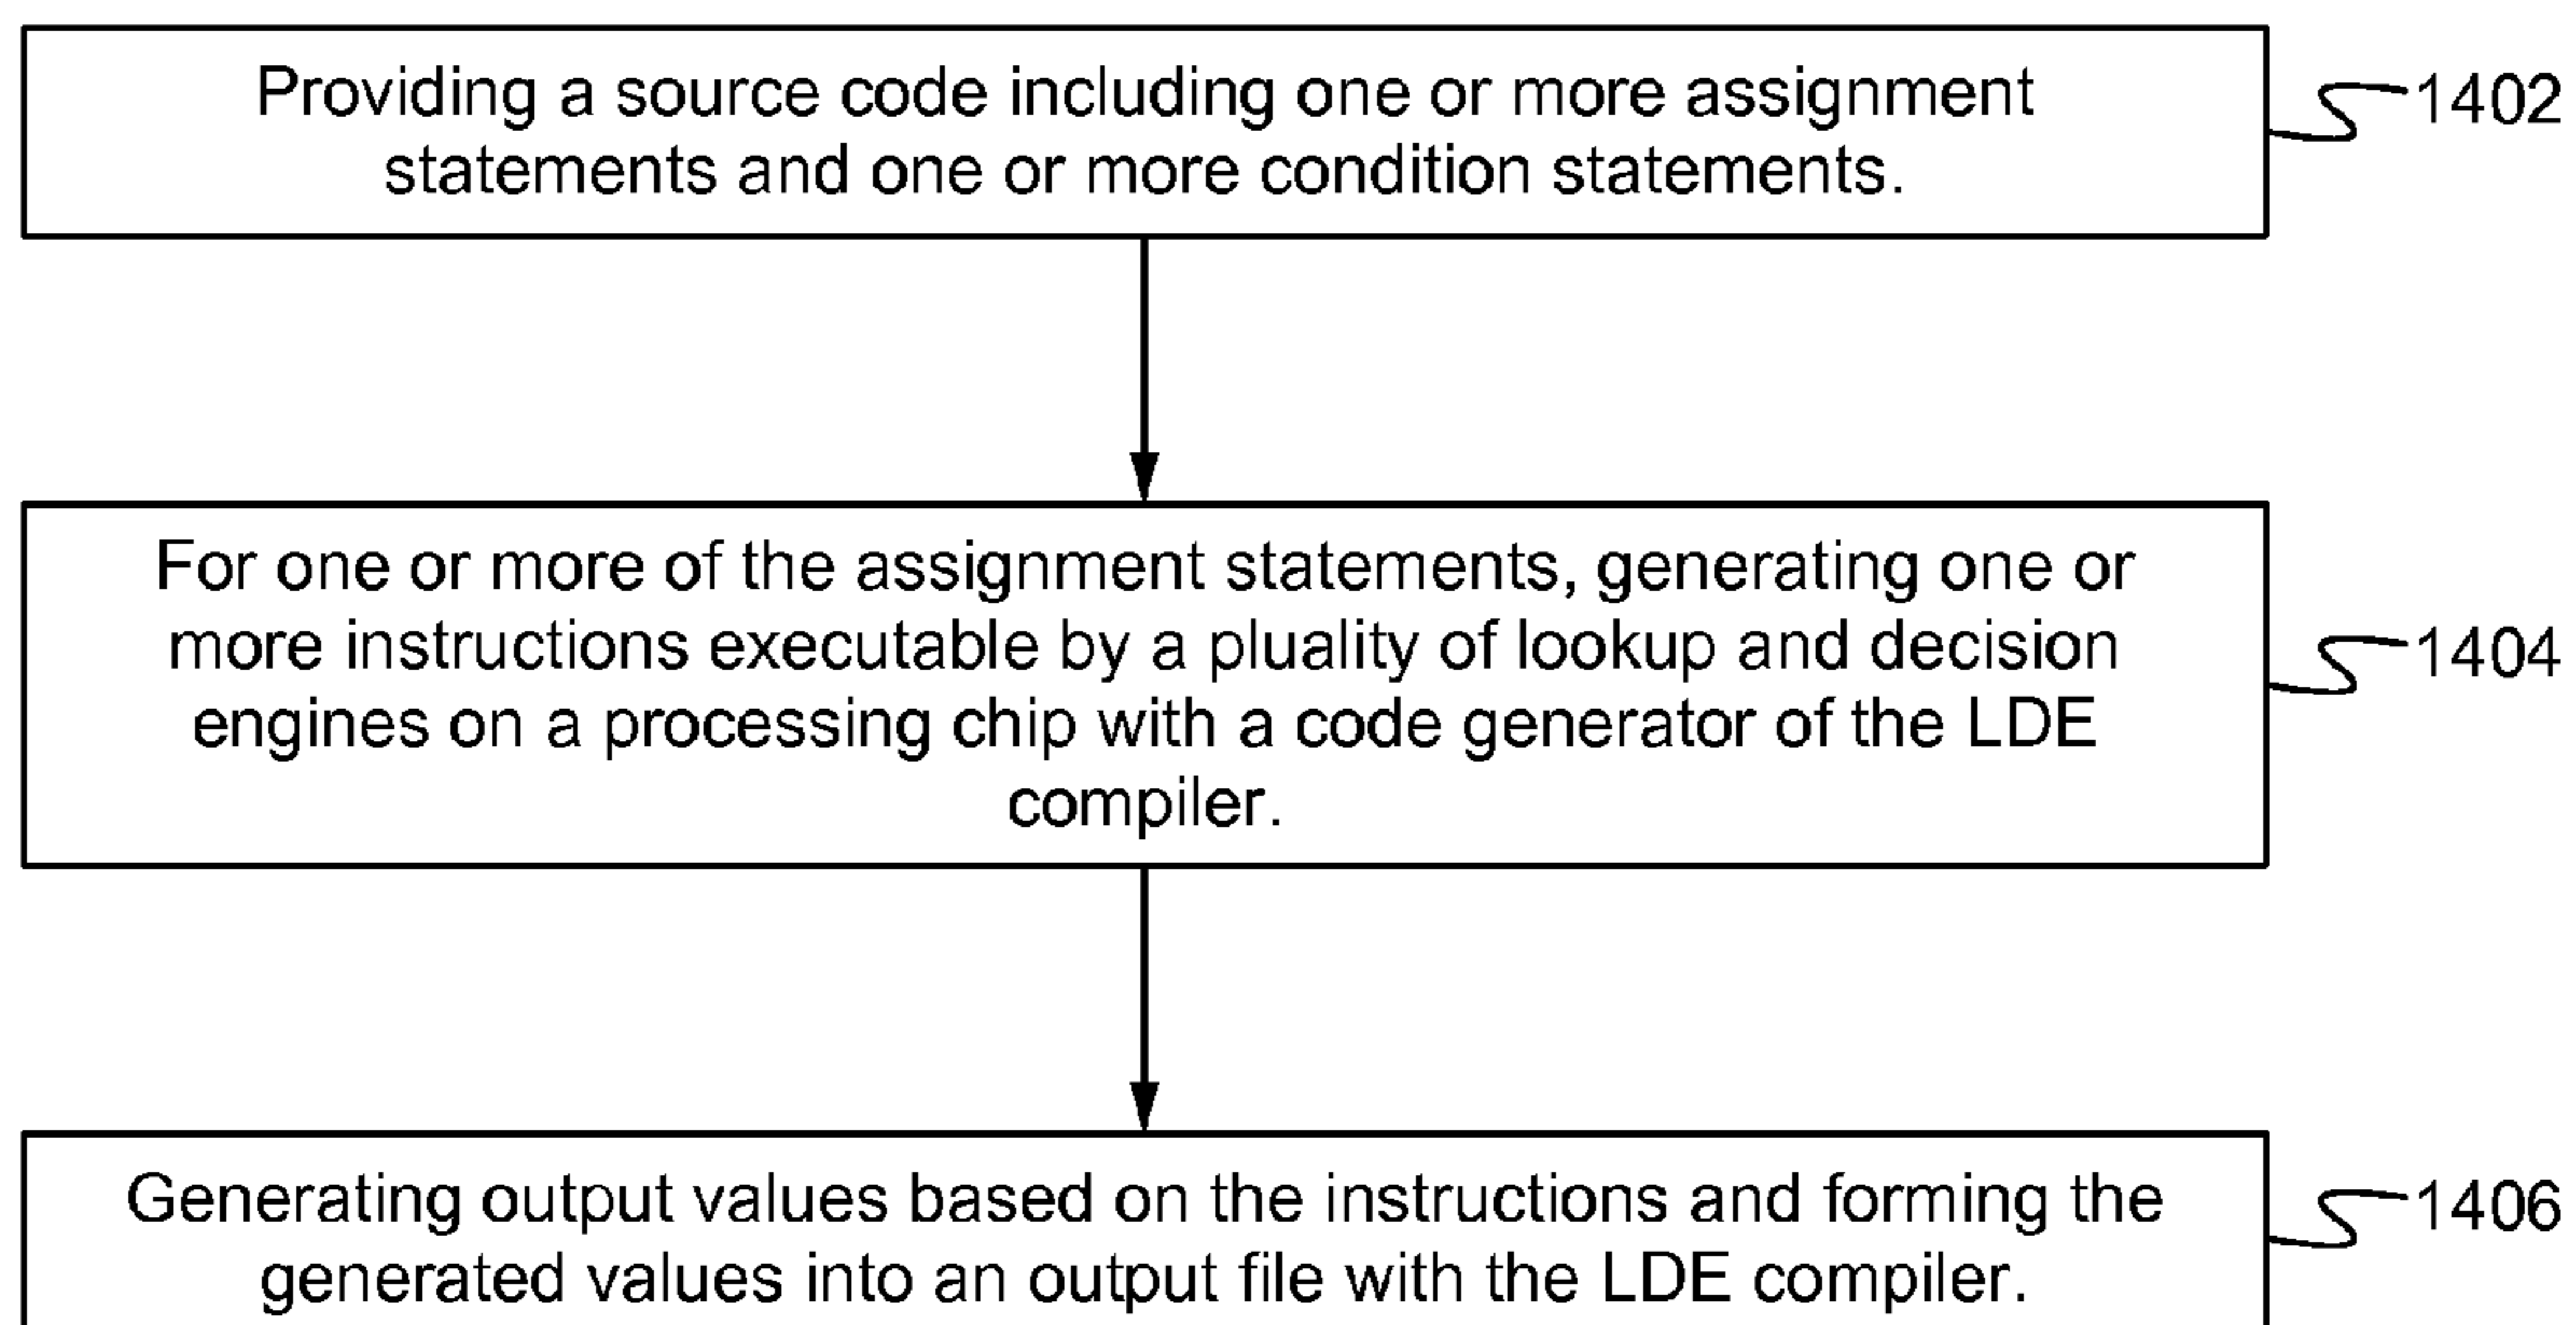 Providing a source code including one or more assignment
statements and one or more condition statements.
1402
For one or more of the assignment statements, generating one or
more instructions executable by a pluality of lookup and decision
engines on a processing chip with a code generator of the LDE
compiler.
1404
Generating output values based on the instructions and forming the
generated values into an output file with the LDE compiler.
1406